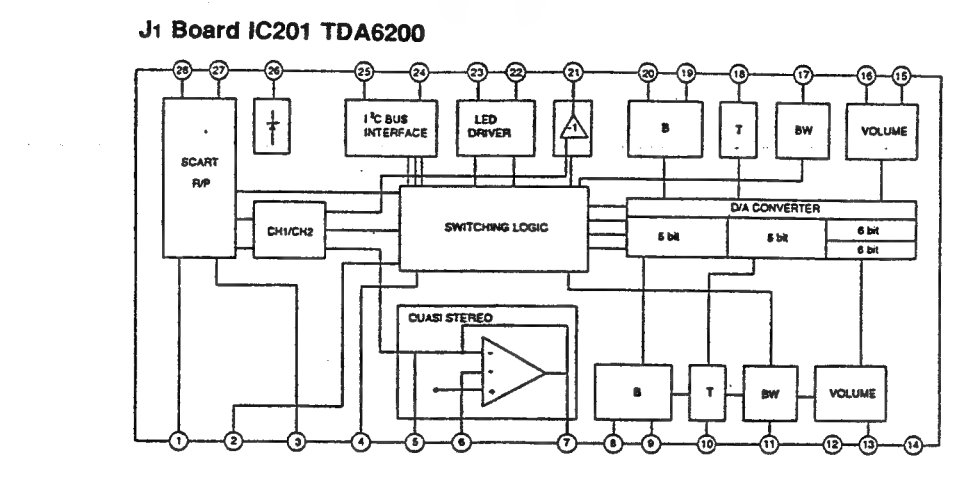 J1 Board IC201 TDA6200
28 27 26 25 24 23 22 21 20 19 18 17 16 15
SCART
R/P
I²C BUS
INTERFACE
LED
DRIVER
-1
B
T
BW
VOLUME
CH1/CH2
SWITCHING LOGIC
D/A CONVERTER
5 bit
5 bit
6 bit
6 bit
QUASI STEREO
B
T
BW
VOLUME
1 2 3 4 5 6 7 8 9 10 11 12 13 14